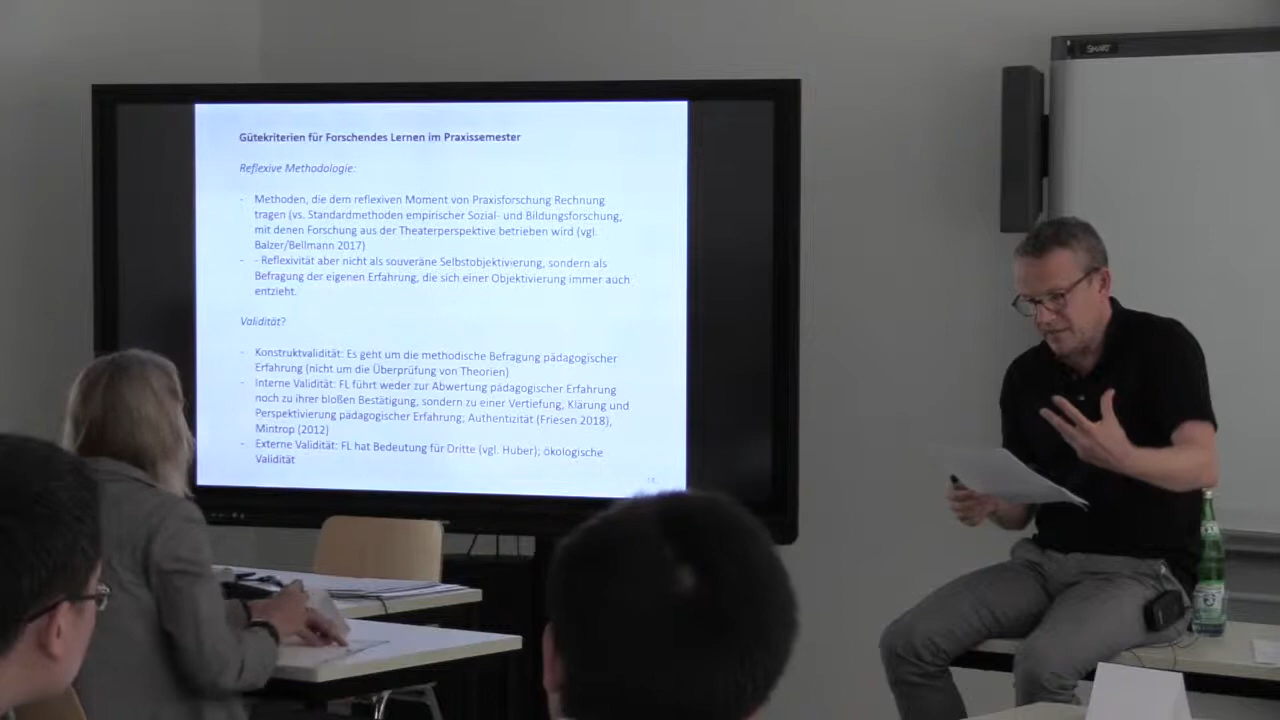 SMART
Gütekriterien für Forschendes Lernen im Praxissemester
Reflexive Methodologie:
- Methoden, die dem reflexiven Moment von Praxisforschung Rechnung
tragen (vs. Standardmethoden empirischer Sozial- und Bildungsforschung,
mit denen Forschung aus der Theaterperspektive betrieben wird (vgl.
Balzer/Bellmann 2017)
- - Reflexivität aber nicht als souveräne Selbstobjektivierung, sondern als
Befragung der eigenen Erfahrung, die sich einer Objektivierung immer auch
entzieht.
Validität?
- Konstruktvalidität: Es geht um die methodische Befragung pädagogischer
Erfahrung (nicht um die Überprüfung von Theorien)
- Interne Validität: FL führt weder zur Abwertung pädagogischer Erfahrung
noch zu ihrer bloßen Bestätigung, sondern zu einer Vertiefung, Klärung und
Perspektivierung pädagogischer Erfahrung; Authentizität (Friesen 2018),
Mintrop (2012)
- Externe Validität: FL hat Bedeutung für Dritte (vgl. Huber); ökologische
Validität